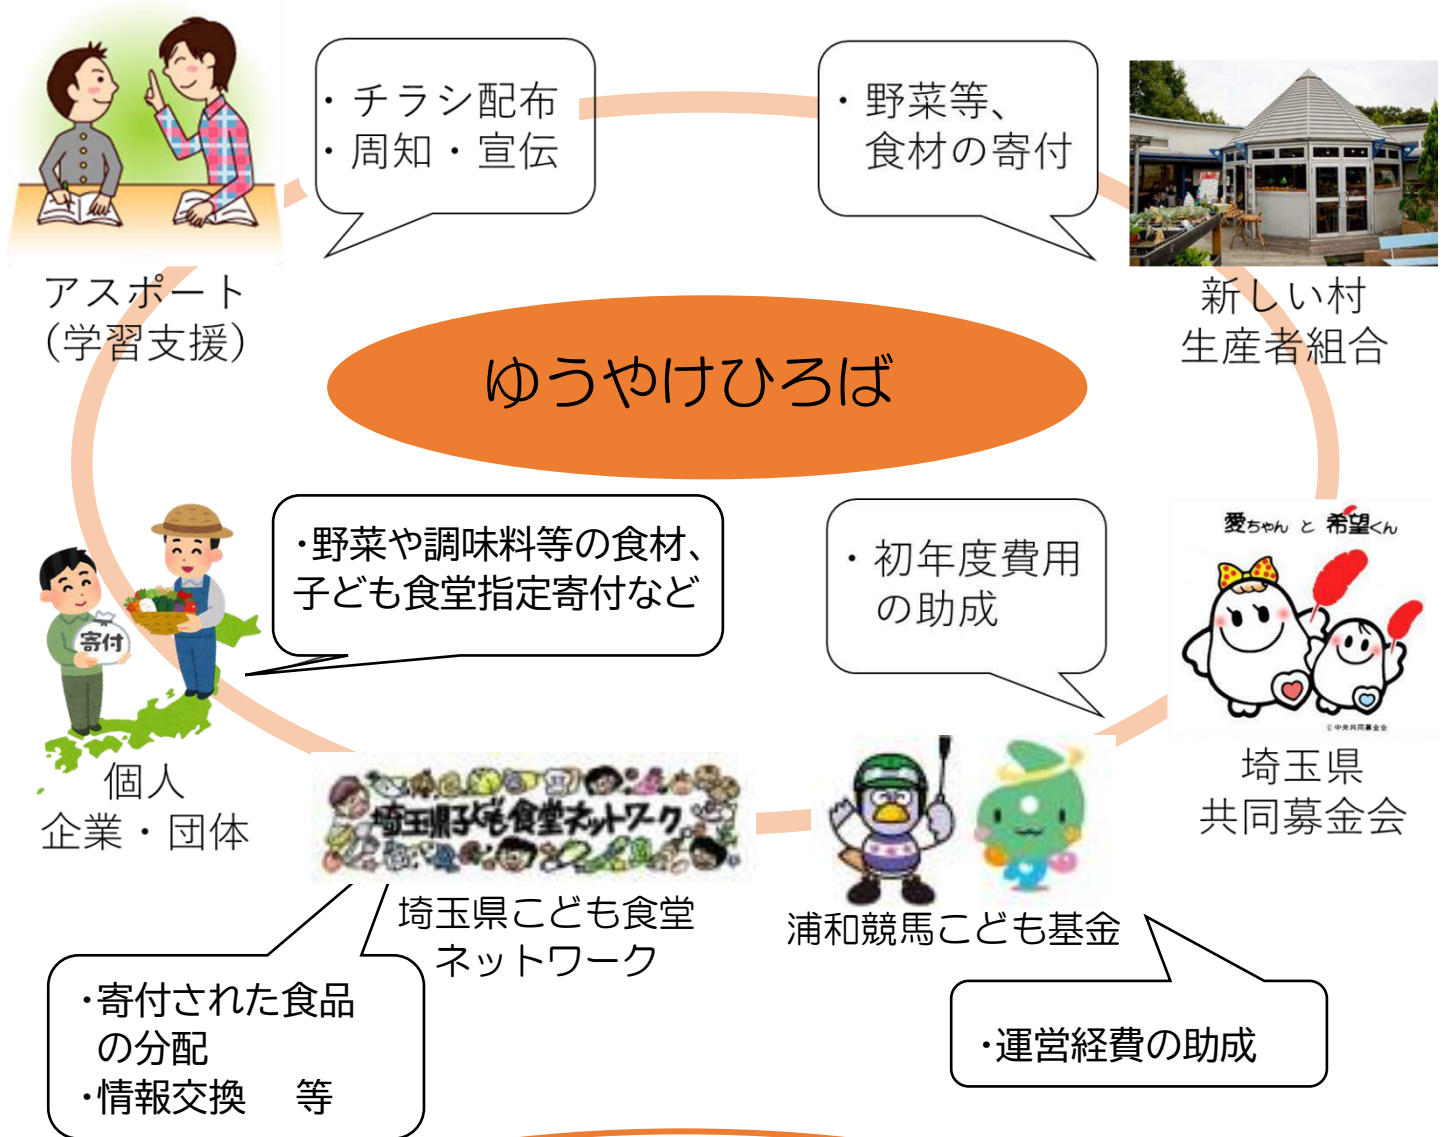 ・チラシ配布
・周知・宣伝
・野菜等、
食材の寄付
アスポート
(学習支援)
新しい村
生産者組合
ゆうやけひろば
・野菜や調味料等の食材、
子ども食堂指定寄付など
・初年度費用
の助成
愛ちゃん と 希望くん
©中央共同募金会
寄付
個人
企業・団体
埼玉県
共同募金会
埼玉県子ども食堂ネットワーク
埼玉県こども食堂
ネットワーク
浦和競馬こども基金
・寄付された食品
の分配
・情報交換 等
・運営経費の助成